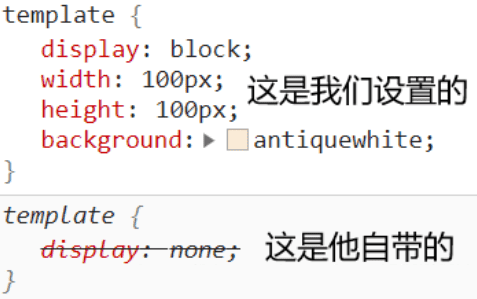 template {
display: block;
width: 100px;
height: 100px;
这是我们设置的
background: antiquewhite;
}
template {
display: none;
这是他自带的
}